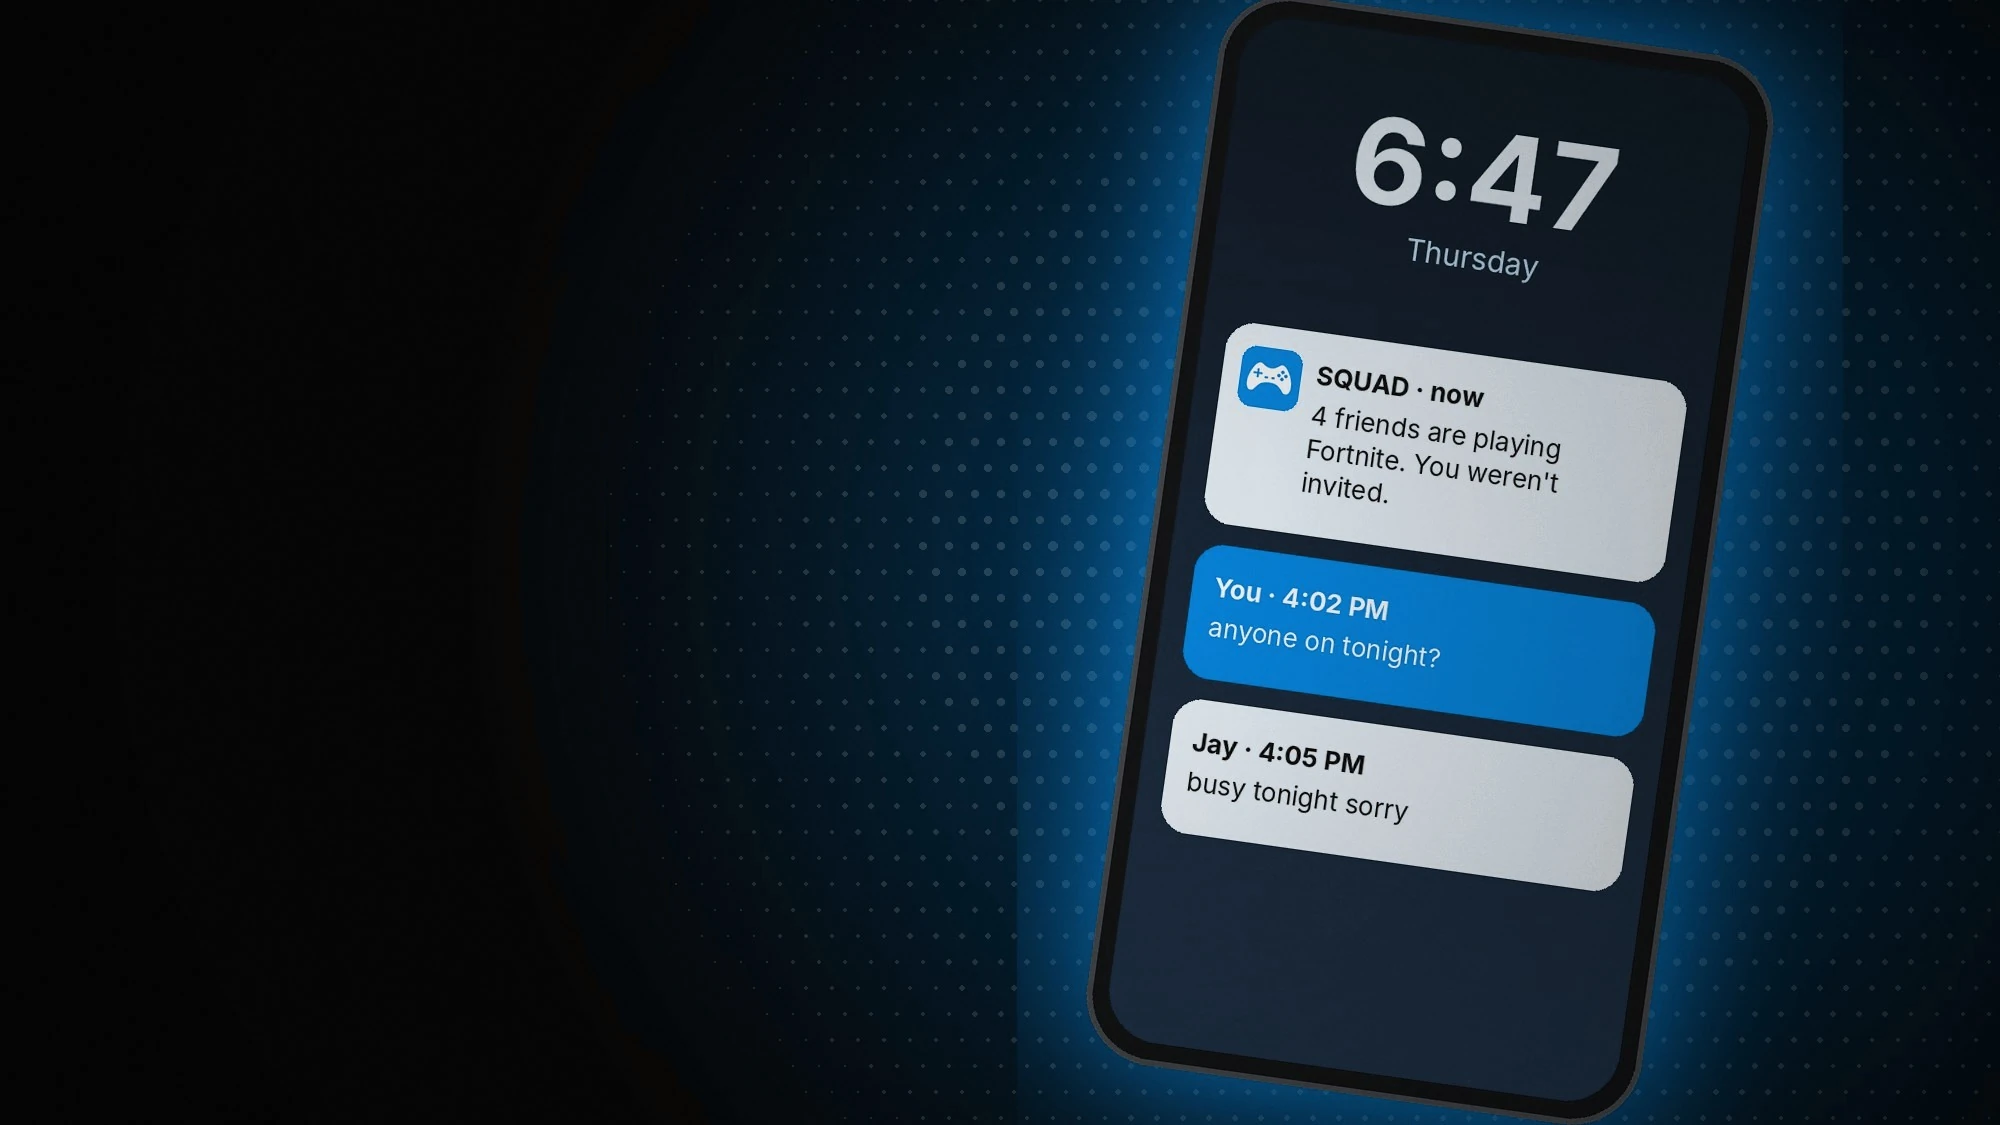 6:47
Thursday
SQUAD · now
4 friends are playing
Fortnite. You weren't
invited.
You · 4:02 PM
anyone on tonight?
Jay · 4:05 PM
busy tonight sorry